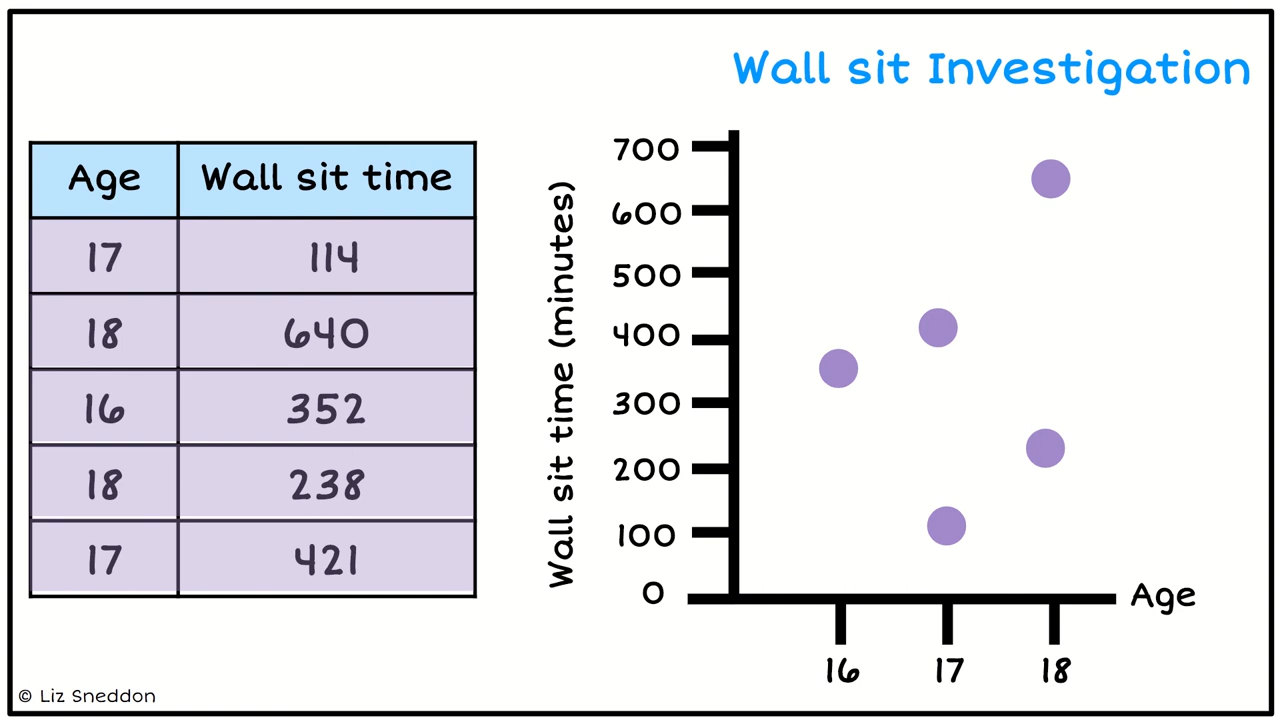 Wall sit Investigation
Age Wall sit time
17 114
18 640
16 352
18 238
17 421
Wall sit time (minutes)
700
600
500
400
300
200
100
0
Age
16 17 18
© Liz Sneddon